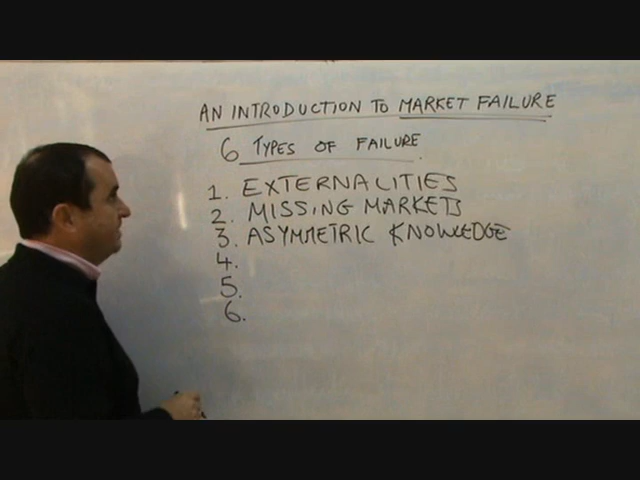 AN INTRODUCTION TO MARKET FAILURE
6 TYPES OF FAILURE
1. EXTERNALITIES
2. MISSING MARKETS
3. ASYMMETRIC KNOWLEDGE
4.
5.
6.